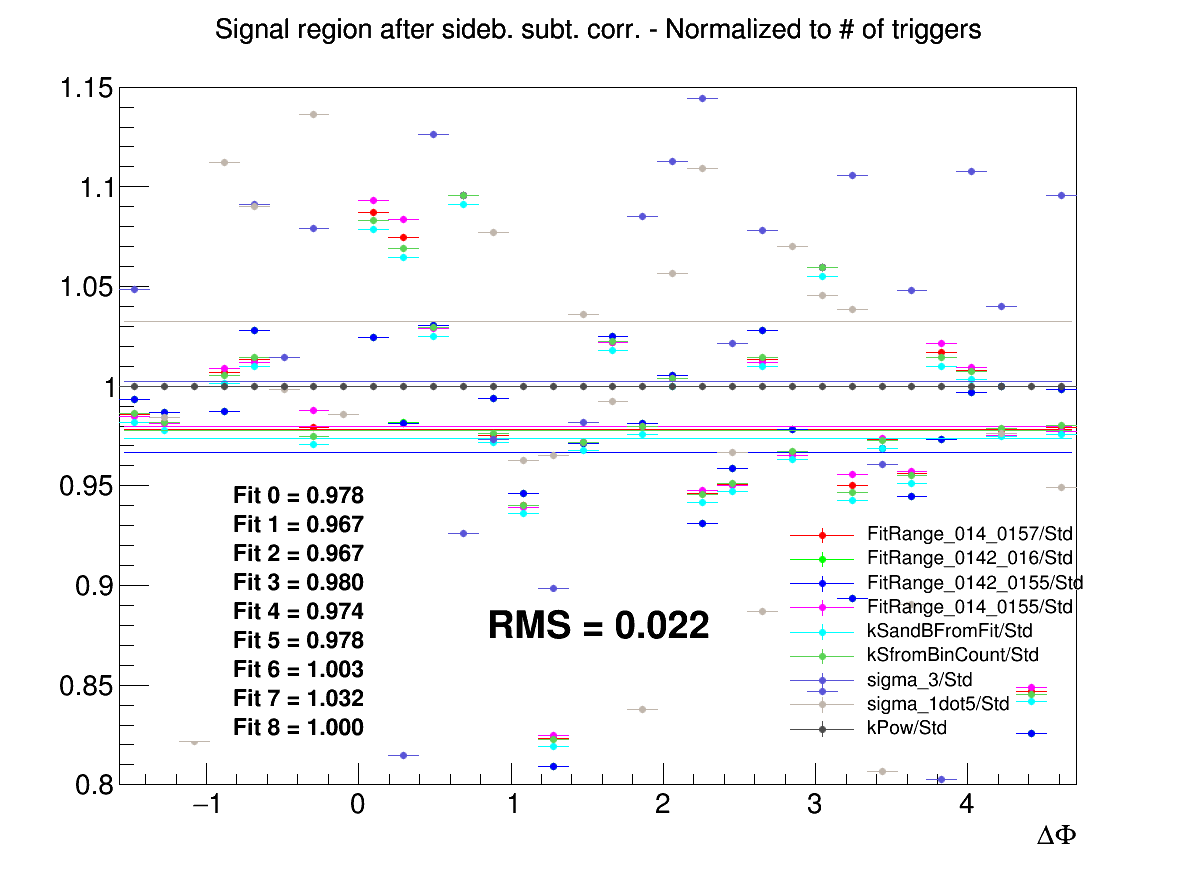 Signal region after sideb. subt. corr. - Normalized to # of triggers
1.15
1.1
1.05
1
0.95
0.9
0.85
0.8
Fit 0 = 0.978
Fit 1 = 0.967
Fit 2 = 0.967
Fit 3 = 0.980
Fit 4 = 0.974
Fit 5 = 0.978
Fit 6 = 1.003
Fit 7 = 1.032
Fit 8 = 1.000
RMS = 0.022
FitRange_014_0157/Std
FitRange_0142_016/Std
FitRange_0142_0155/Std
FitRange_014_0155/Std
kSandBFromFit/Std
kSfromBinCount/Std
sigma_3/Std
sigma_1dot5/Std
kPow/Std
−1 0 1 2 3 4
ΔΦ